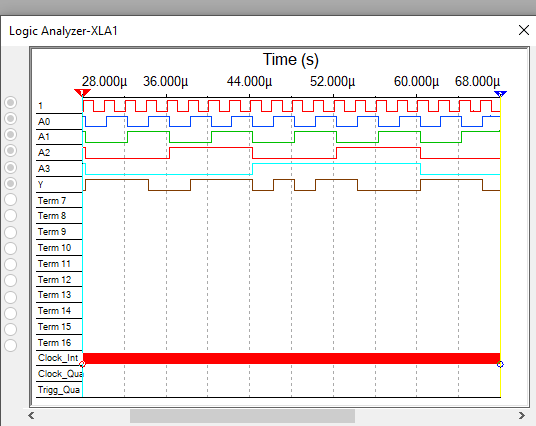 Logic Analyzer-XLA1
Time (s)
28.000µ 36.000µ 44.000µ 52.000µ 60.000µ 68.000µ
1
A0
A1
A2
A3
Y
Term 7
Term 8
Term 9
Term 10
Term 11
Term 12
Term 13
Term 14
Term 15
Term 16
Clock_Int
Clock_Qua
Trigg_Qua